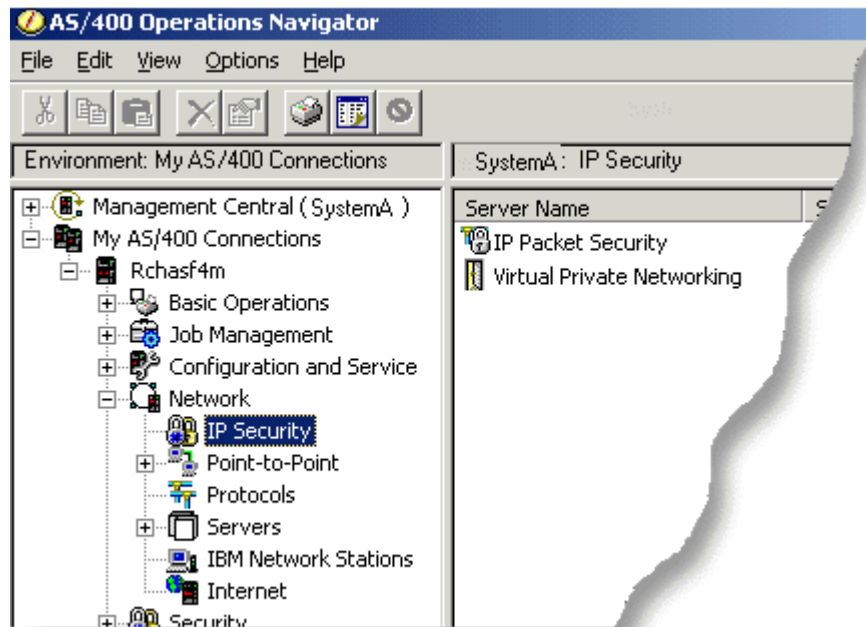 AS/400 Operations Navigator
File Edit View Options Help
Environment: My AS/400 Connections
SystemA: IP Security
Management Central (SystemA )
My AS/400 Connections
Rchasf4m
Basic Operations
Job Management
Configuration and Service
Network
IP Security
Point-to-Point
Protocols
Servers
IBM Network Stations
Internet
Security
Server Name
IP Packet Security
Virtual Private Networking